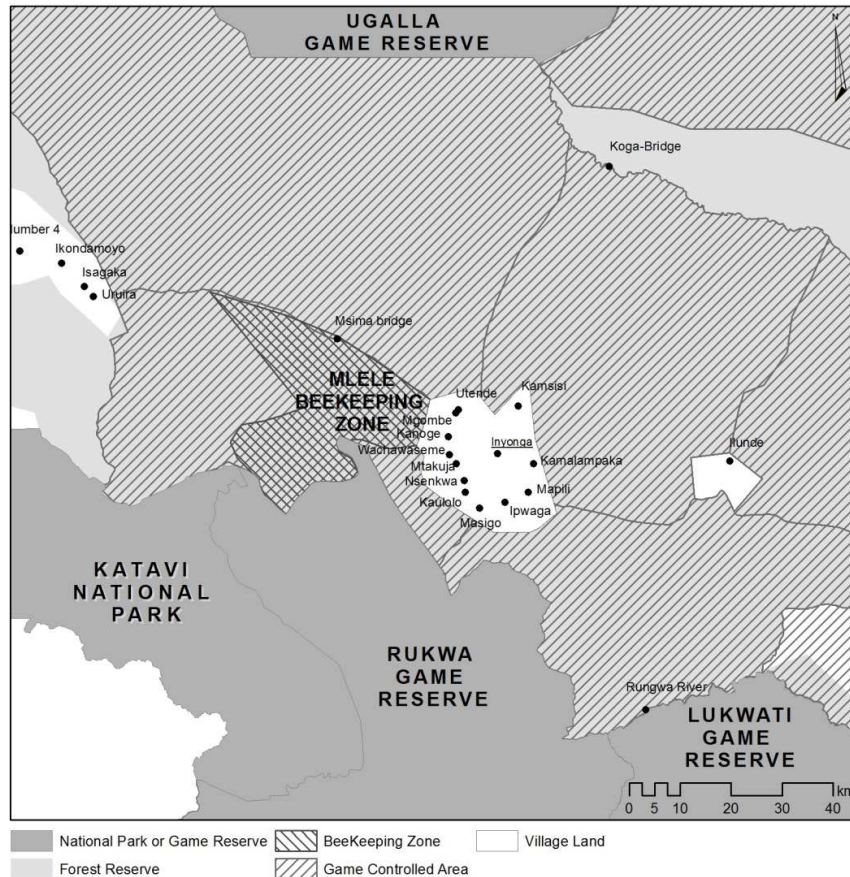 UGALLA
GAME RESERVE
N
Koga-Bridge
lumber 4
Ikondamoyo
Isagaka
Uruira
Msima bridge
MLELE
BEEKEEPING
ZONE
Utende
Kamsisi
Mgombe
Kanoge
Inyonga
Wachawaseme
Ilunde
Mtakuja
Kamalampaka
Nsenkwa
Kaulolo
Mapili
Ipwaga
Masigo
KATAVI
NATIONAL
PARK
RUKWA
GAME
RESERVE
Rungwa River
LUKWATI
GAME
RESERVE
km
0 5 10 20 30 40
National Park or Game Reserve
BeeKeeping Zone
Village Land
Forest Reserve
Game Controlled Area